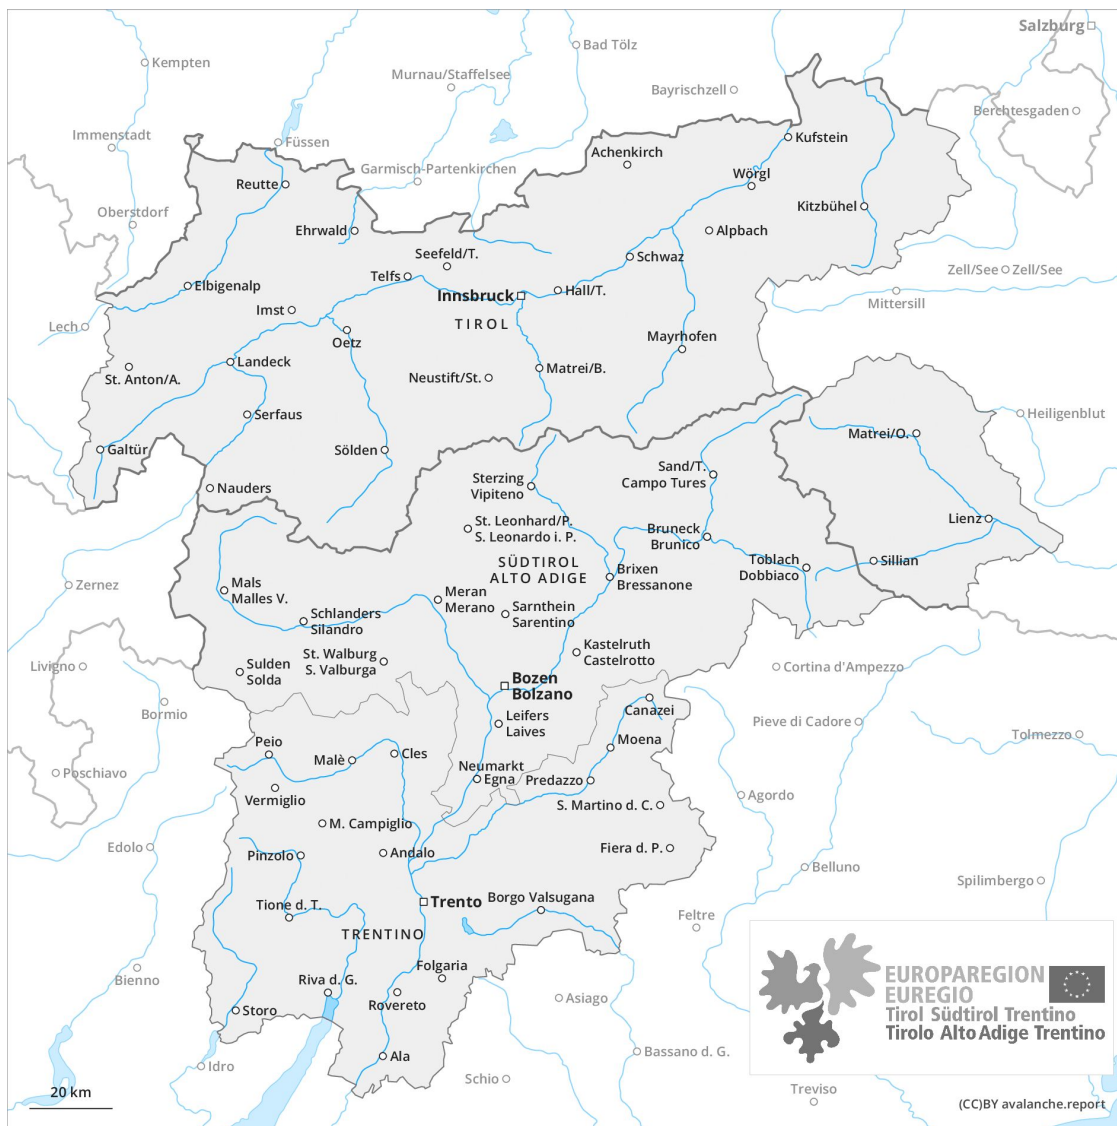 Salzburg
Bad Tölz
Kempten
Murnau/Staffelsee
Bayrischzell
Berchtesgaden
Immenstadt
Füssen
Kufstein
Achenkirch
Garmisch-Partenkirchen
Wörgl
Reutte
Kitzbühel
Oberstdorf
Ehrwald
Alpbach
Seefeld/T.
Schwaz
Zell/See
Zell/See
Telfs
Elbigenalp
Hall/T.
Innsbruck
Mittersill
Imst
TIROL
Lech
Oetz
Mayrhofen
Landeck
Matrei/B.
St. Anton/A.
Neustift/St.
Serfaus
Heiligenblut
Matrei/O.
Galtür
Sölden
Sand/T.
Campo Tures
Sterzing
Vipiteno
Nauders
Lienz
St. Leonhard/P.
S. Leonardo i. P.
Bruneck
Brunico
SÜDTIROL
ALTO ADIGE
Toblach
Dobbiaco
Sillian
Brixen
Bressanone
Zernez
Mals
Malles V.
Meran
Merano
Sarnthein
Sarentino
Schlanders
Silandro
Kastelruth
Castelrotto
St. Walburg
S. Valburga
Livigno
Sulden
Solda
Cortina d'Ampezzo
Bozen
Bolzano
Canazei
Bormio
Leifers
Laives
Pieve di Cadore
Tolmezzo
Moena
Peio
Cles
Malè
Neumarkt
Egna
Predazzo
Poschiavo
Vermiglio
Agordo
S. Martino d. C.
M. Campiglio
Edolo
Fiera d. P.
Pinzolo
Andalo
Belluno
Spilimbergo
Borgo Valsugana
Trento
Tione d. T.
Feltre
TRENTINO
Folgaria
Bienno
Riva d. G.
Rovereto
Asiago
Storo
EUROPAREGION
EUREGIO
Tirol Südtirol Trentino
Tirolo Alto Adige Trentino
Ala
Bassano d. G.
Idro
Schio
Treviso
20 km
(CC)BY avalanche.report